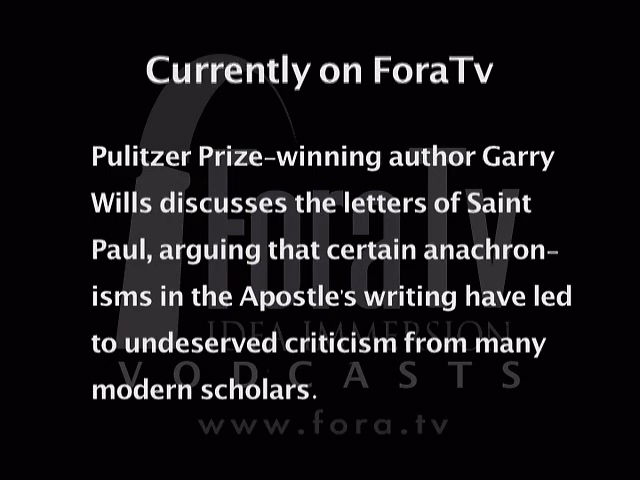 Currently on ForaTv
Pulitzer Prize-winning author Garry
Wills discusses the letters of Saint
Paul, arguing that certain anachron-
isms in the Apostle's writing have led
to undeserved criticism from many
modern scholars.
ForaTv
IDEA IMMERSION
VODCASTS
www.fora.tv